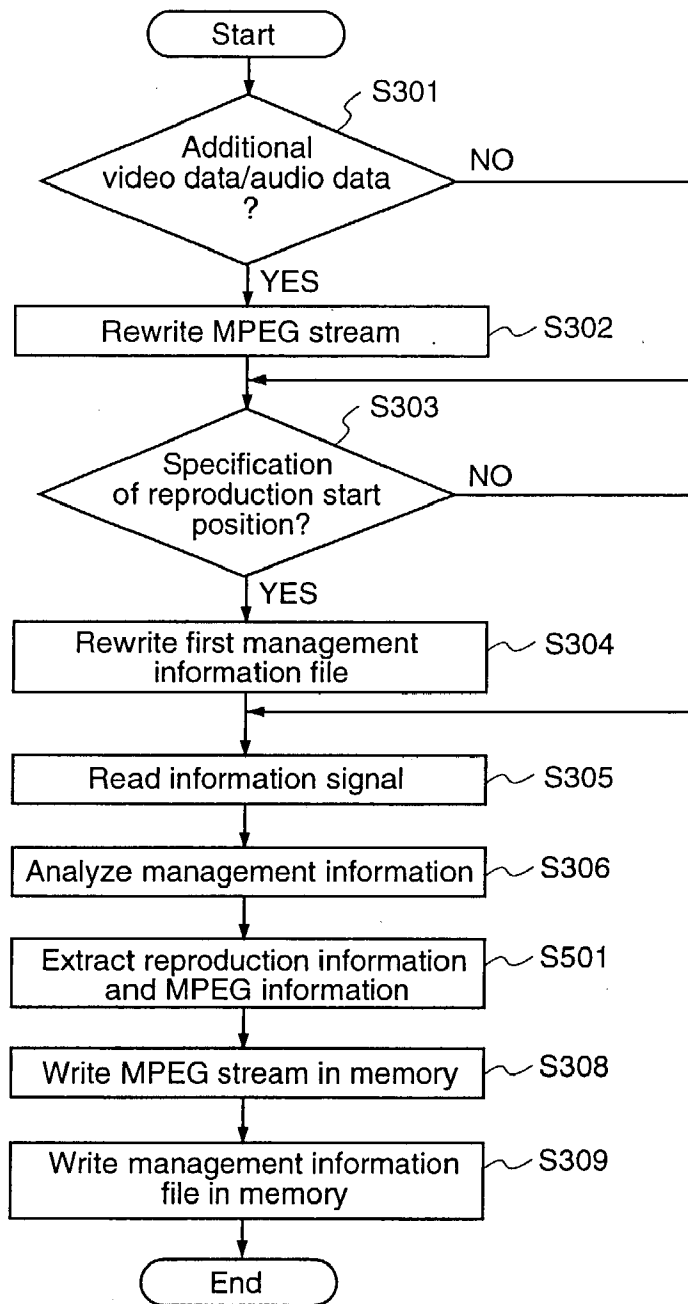 Start
S301
Additional
video data/audio data
?
NO
YES
Rewrite MPEG stream
S302
S303
Specification
of reproduction start
position?
NO
YES
Rewrite first management
information file
S304
Read information signal
S305
Analyze management information
S306
Extract reproduction information
and MPEG information
S501
Write MPEG stream in memory
S308
Write management information
file in memory
S309
End